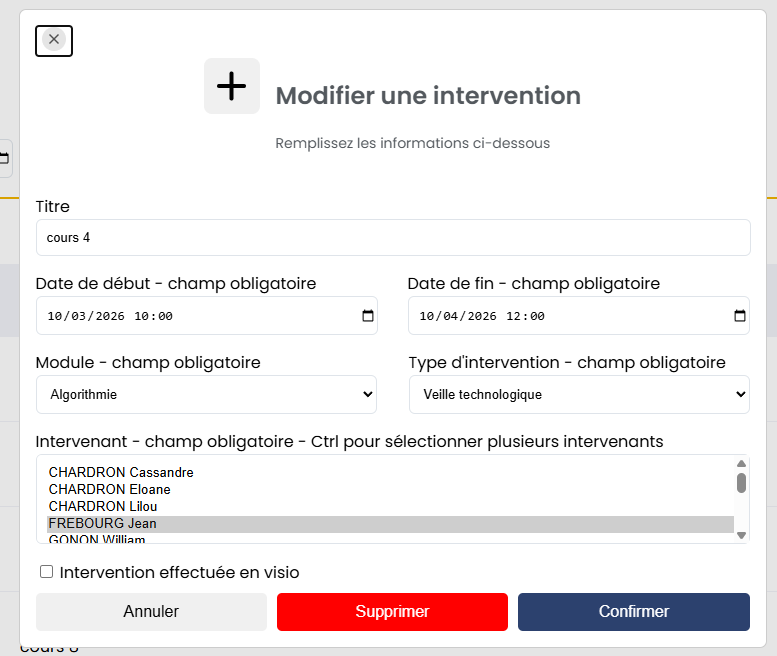 Modifier une intervention
Remplissez les informations ci-dessous
Titre
cours 4
Date de début - champ obligatoire
Date de fin - champ obligatoire
10/03/2026 10:00
10/04/2026 12:00
Module - champ obligatoire
Type d'intervention - champ obligatoire
Algorithmie
Veille technologique
Intervenant - champ obligatoire - Ctrl pour sélectionner plusieurs intervenants
CHARDRON Cassandre
CHARDRON Eloane
CHARDRON Lilou
FREBOURG Jean
GONON William
Intervention effectuée en visio
Annuler
Supprimer
Confirmer
cours